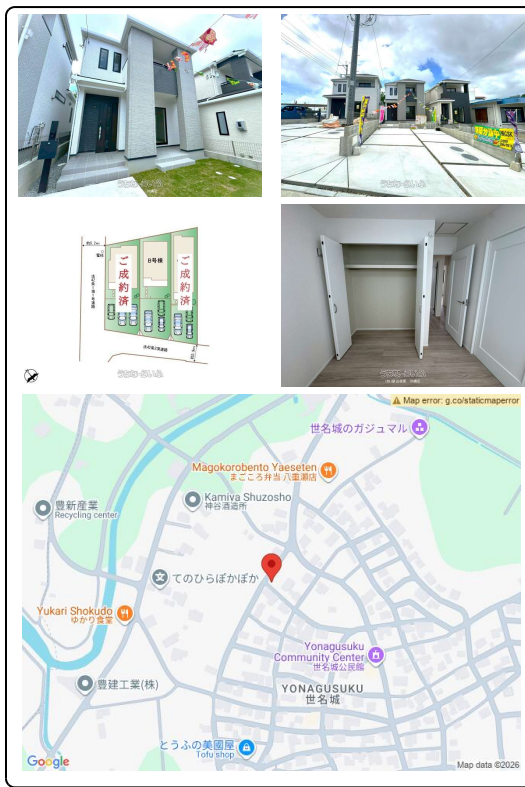 ご成約済
B号棟
ご成約済
Map error: g.co/staticmaperror
世名城のガジュマル
Magokorobento Yaeseten
まごころ弁当 八重瀬店
豊新産業
Recycling center
Kamiya Shuzosho
神谷酒造所
てのひらぽかぽか
Yukari Shokudo
ゆかり食堂
Yonagusuku
Community Center
世名城公民館
豊建工業(株)
YONAGUSUKU
世名城
とうふの美國屋
Tofu shop
Google
Map data ©2026